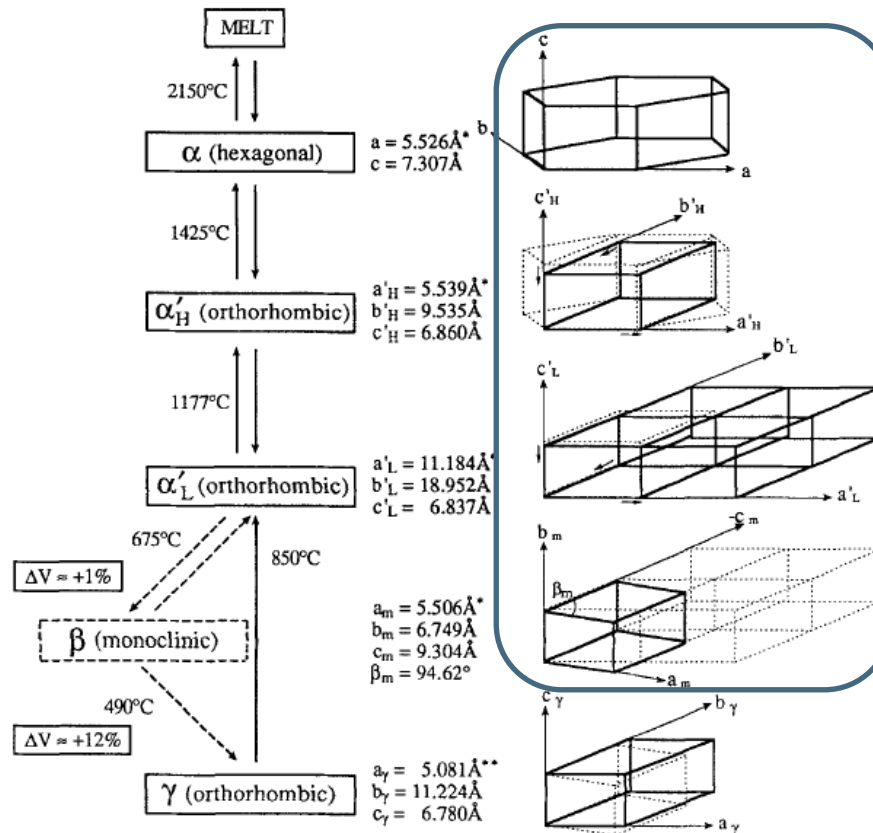 MELT
2150°C
α (hexagonal)
a = 5.526Å*
c = 7.307Å
c
b
a
1425°C
α'H (orthorhombic)
a'H = 5.539Å*
b'H = 9.535Å
c'H = 6.860Å
c'H
b'H
a'H
1177°C
α'L (orthorhombic)
a'L = 11.184Å*
b'L = 18.952Å
c'L = 6.837Å
c'L
b'L
a'L
675°C
850°C
ΔV ≈ +1%
β (monoclinic)
am = 5.506Å*
bm = 6.749Å
cm = 9.304Å
βm = 94.62°
bm
-cm
βm
am
490°C
ΔV ≈ +12%
γ (orthorhombic)
aγ = 5.081Å**
bγ = 11.224Å
cγ = 6.780Å
cγ
bγ
aγ